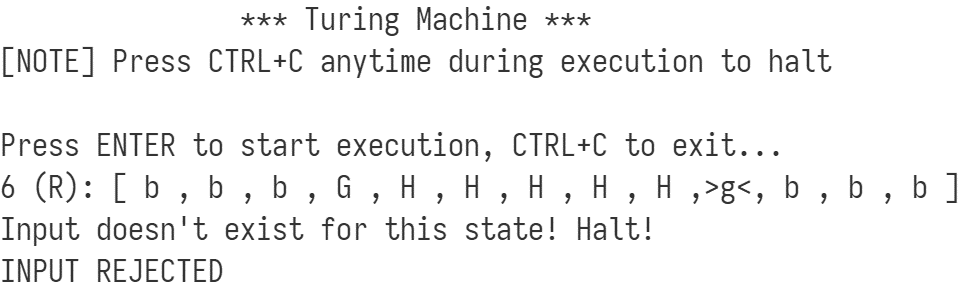 *** Turing Machine ***
[NOTE] Press CTRL+C anytime during execution to halt
Press ENTER to start execution, CTRL+C to exit...
6 (R): [ b , b , b , G , H , H , H , H , H ,>g<, b , b , b ]
Input doesn't exist for this state! Halt!
INPUT REJECTED